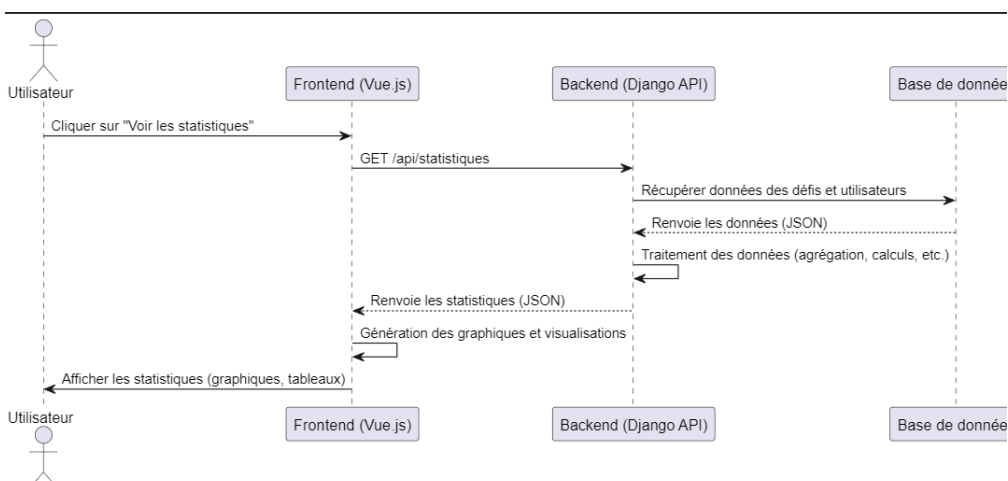 Utilisateur
Frontend (Vue.js)
Backend (Django API)
Base de donnée
Cliquer sur "Voir les statistiques"
GET /api/statistiques
Récupérer données des défis et utilisateurs
Renvoie les données (JSON)
Traitement des données (agrégation, calculs, etc.)
Renvoie les statistiques (JSON)
Génération des graphiques et visualisations
Afficher les statistiques (graphiques, tableaux)
Utilisateur
Frontend (Vue.js)
Backend (Django API)
Base de donnée